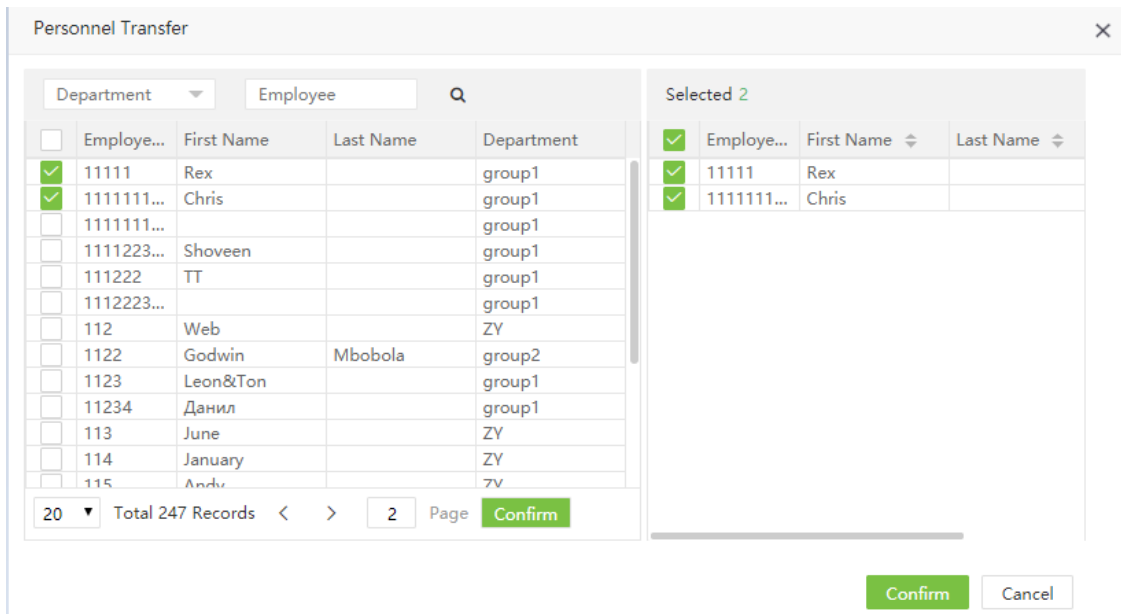 Personnel Transfer
Department Employee Selected 2
Employe... First Name Last Name Department Employe... First Name Last Name
11111 Rex group1 11111 Rex
1111111... Chris group1 1111111... Chris
1111111... group1
1111223... Shoveen group1
111222 TT group1
1112223... group1
112 Web ZY
1122 Godwin Mbobola group2
1123 Leon&Ton group1
11234 Данил group1
113 June ZY
114 January ZY
115 Andy ZY
20 Total 247 Records < > 2 Page Confirm
Confirm Cancel